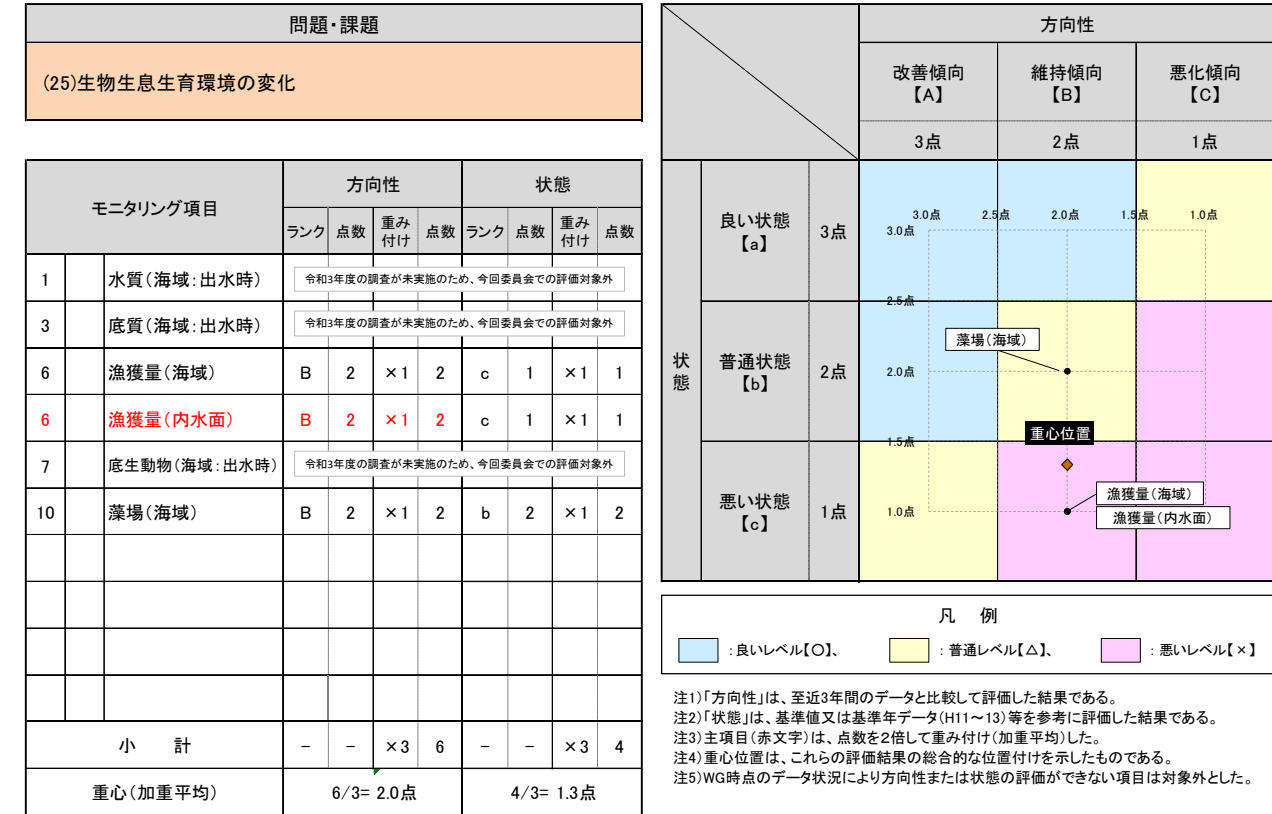 問題・課題
(25)生物生息生育環境の変化
モニタリング項目
方向性
状態
ランク 点数 重み付け 点数 ランク 点数 重み付け 点数
1 水質(海域:出水時) 令和3年度の調査が未実施のため、今回委員会での評価対象外
3 底質(海域:出水時) 令和3年度の調査が未実施のため、今回委員会での評価対象外
6 漁獲量(海域) B 2 ×1 2 c 1 ×1 1
6 漁獲量(内水面) B 2 ×1 2 c 1 ×1 1
7 底生動物(海域:出水時) 令和3年度の調査が未実施のため、今回委員会での評価対象外
10 藻場(海域) B 2 ×1 2 b 2 ×1 2
小 計 − − ×3 6 − − ×3 4
重心(加重平均) 6/3= 2.0点 4/3= 1.3点
方向性
改善傾向 維持傾向 悪化傾向
【A】 【B】 【C】
3点 2点 1点
状態
良い状態
【a】
3点
普通状態
【b】
2点
悪い状態
【c】
1点
3.0点 2.5点 2.0点 1.5点 1.0点
3.0点
2.5点
藻場(海域)
2.0点
重心位置
1.5点
漁獲量(海域)
1.0点
漁獲量(内水面)
凡 例
:良いレベル【○】、 :普通レベル【△】、 :悪いレベル【×】
注1)「方向性」は、至近3年間のデータと比較して評価した結果である。
注2)「状態」は、基準値又は基準年データ(H11～13)等を参考に評価した結果である。
注3)主項目(赤文字)は、点数を2倍して重み付け(加重平均)した。
注4)重心位置は、これらの評価結果の総合的な位置付けを示したものである。
注5)WG時点のデータ状況により方向性または状態の評価ができない項目は対象外とした。